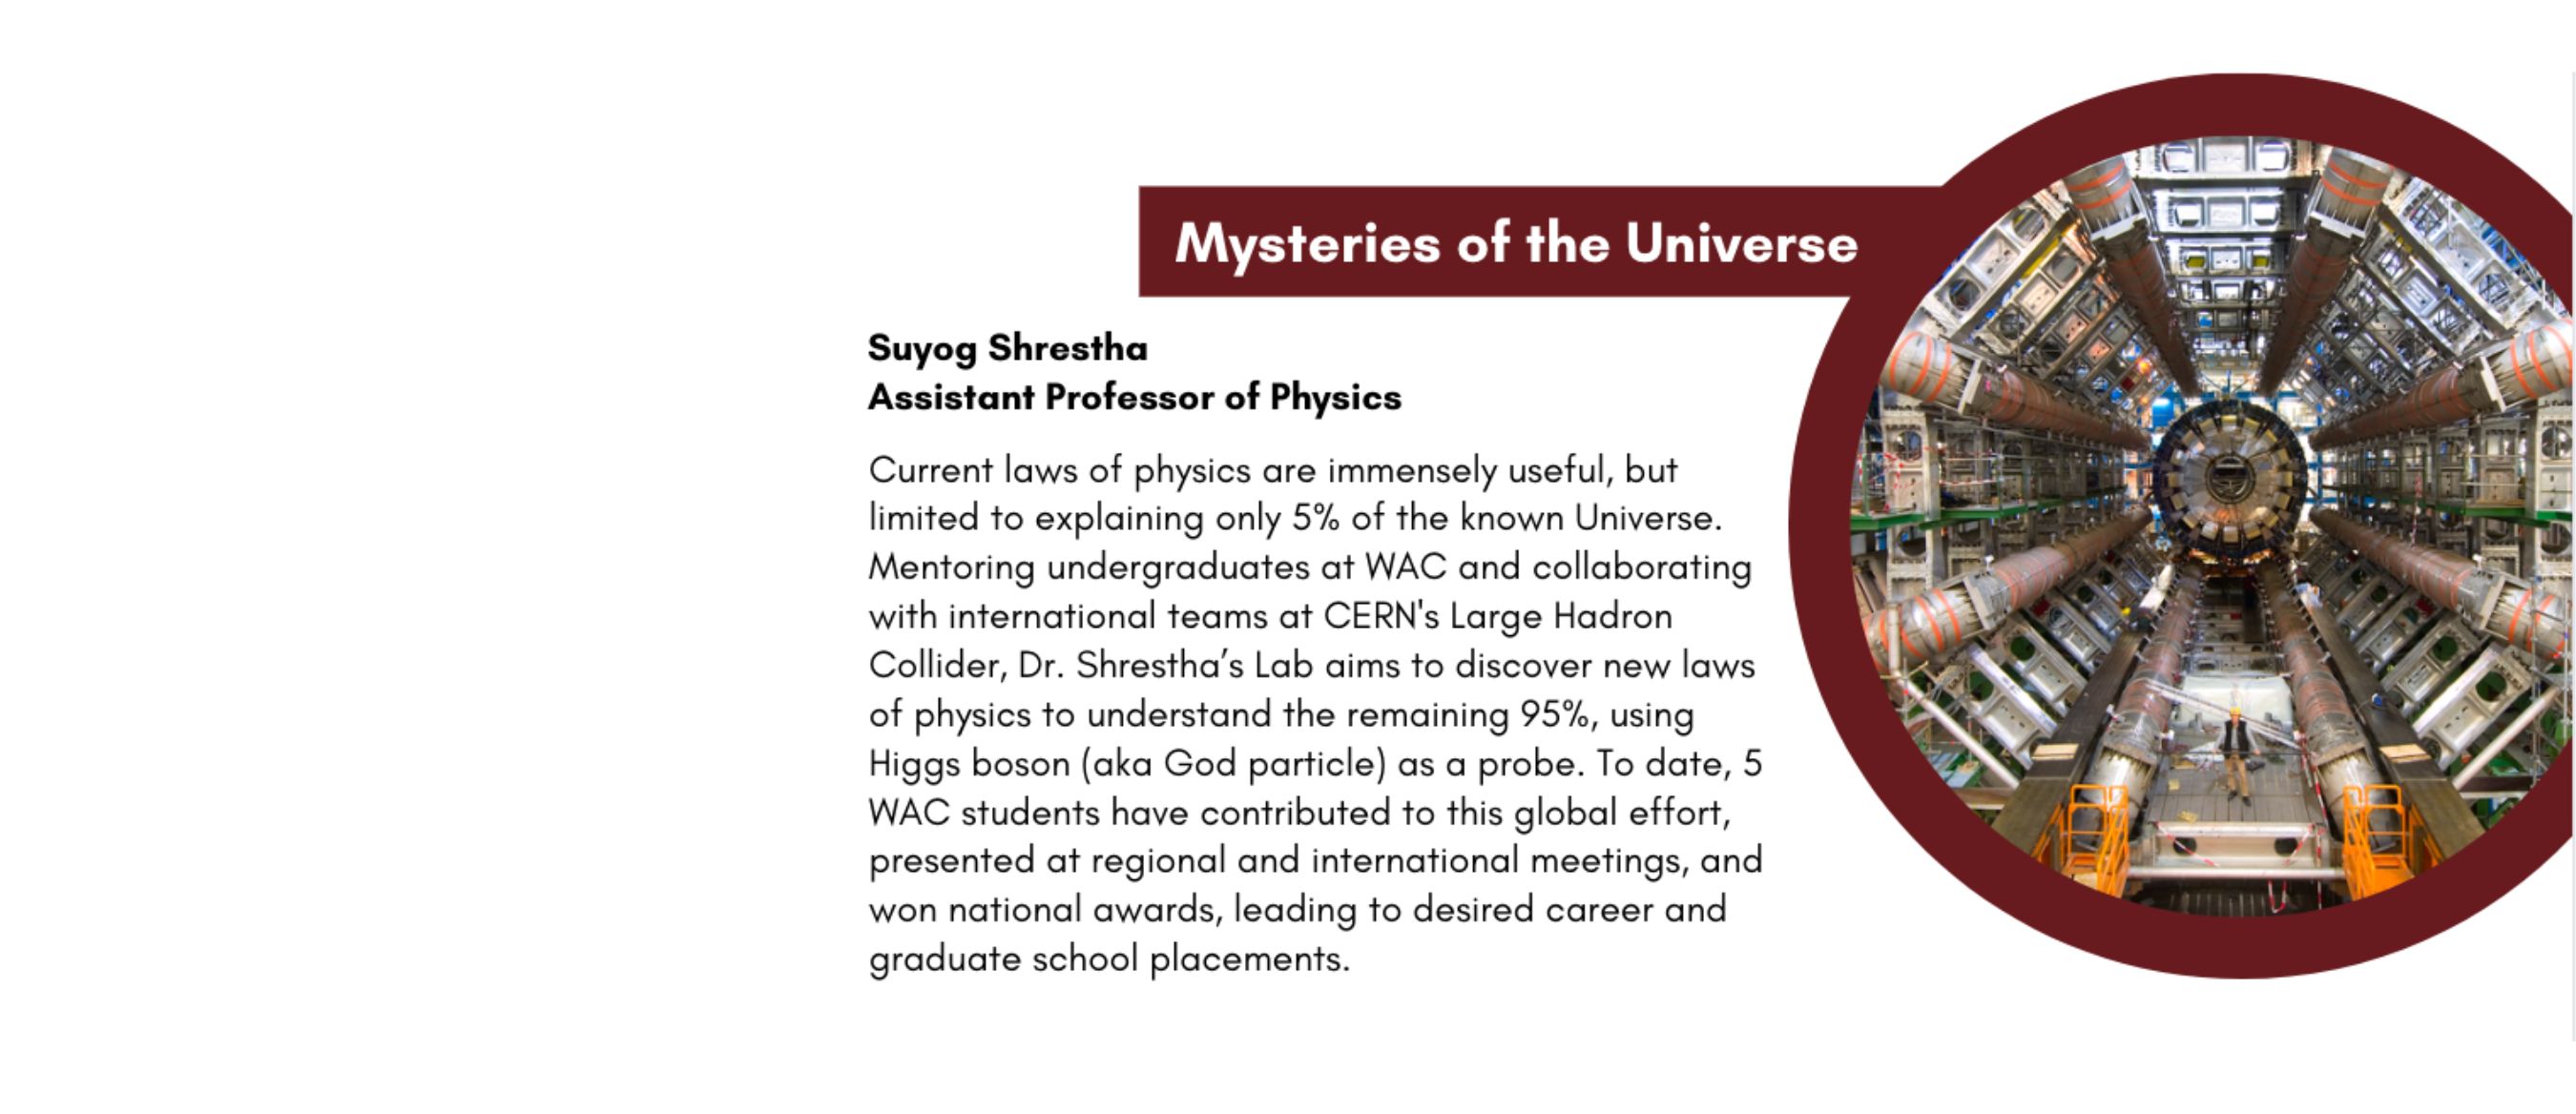 Mysteries of the Universe
Suyog Shrestha
Assistant Professor of Physics
Current laws of physics are immensely useful, but
limited to explaining only 5% of the known Universe.
Mentoring undergraduates at WAC and collaborating
with international teams at CERN's Large Hadron
Collider, Dr. Shrestha’s Lab aims to discover new laws
of physics to understand the remaining 95%, using
Higgs boson (aka God particle) as a probe. To date, 5
WAC students have contributed to this global effort,
presented at regional and international meetings, and
won national awards, leading to desired career and
graduate school placements.